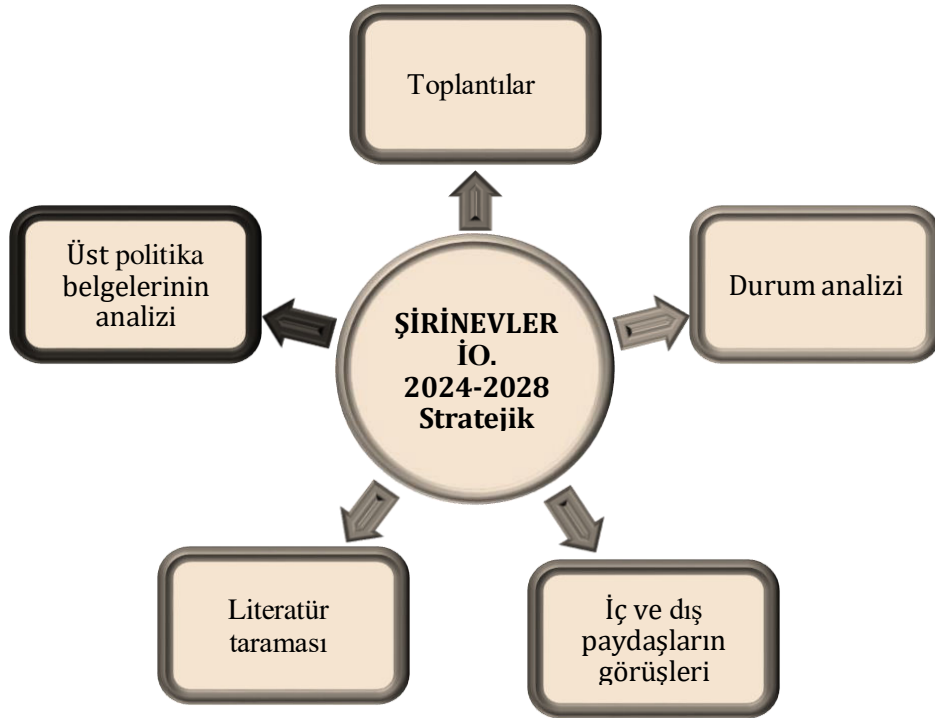 Toplantılar
Üst politika
belgelerinin
analizi
Durum analizi
ŞİRİNEVLER
İO.
2024-2028
Stratejik
Literatür
taraması
İç ve dış
paydaşların
görüşleri